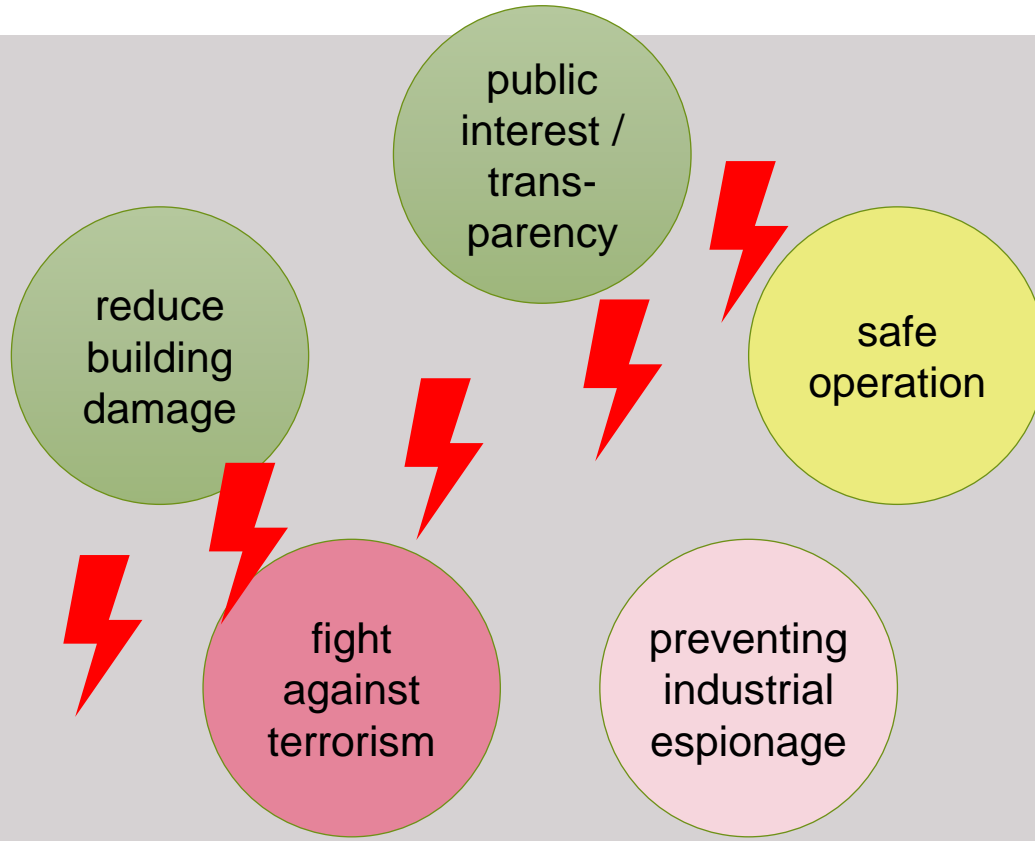 public
interest /
trans-
parency
reduce
building
damage
safe
operation
fight
against
terrorism
preventing
industrial
espionage